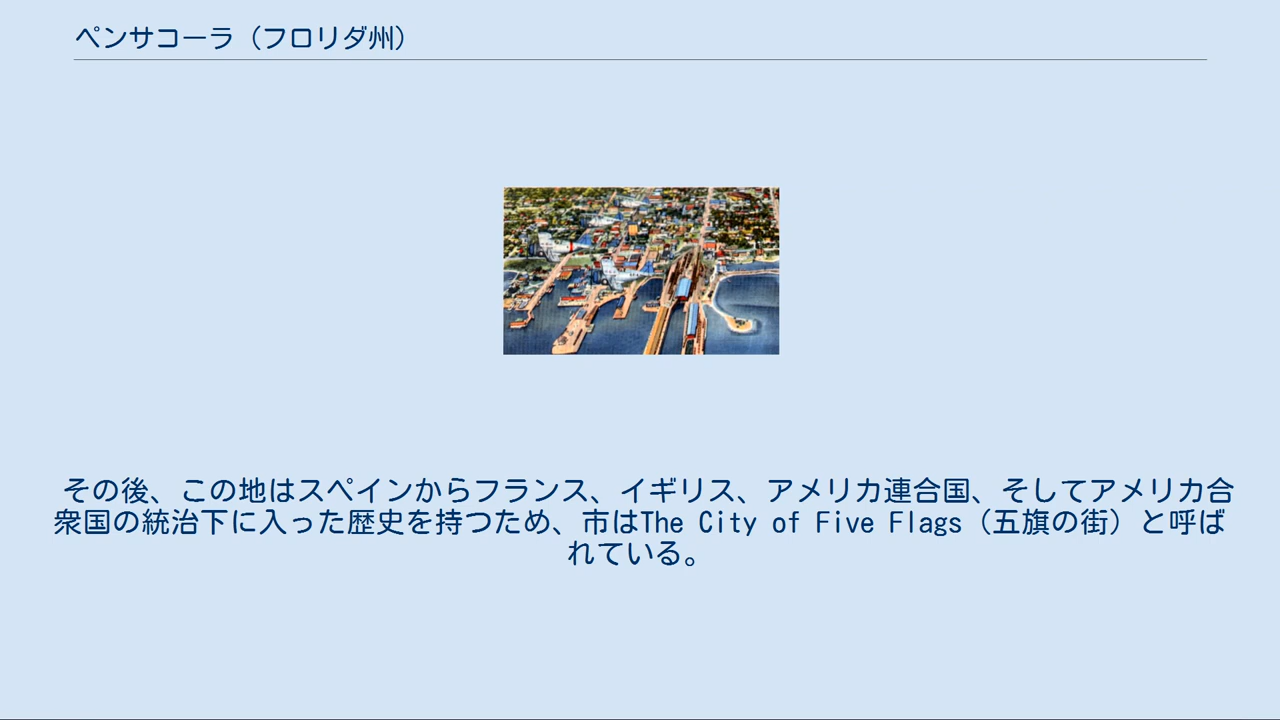 ペンサコーラ（フロリダ州）
その後、この地はスペインからフランス、イギリス、アメリカ連合国、そしてアメリカ合
衆国の統治下に入った歴史を持つため、市はThe City of Five Flags（五旗の街）と呼ば
れている。